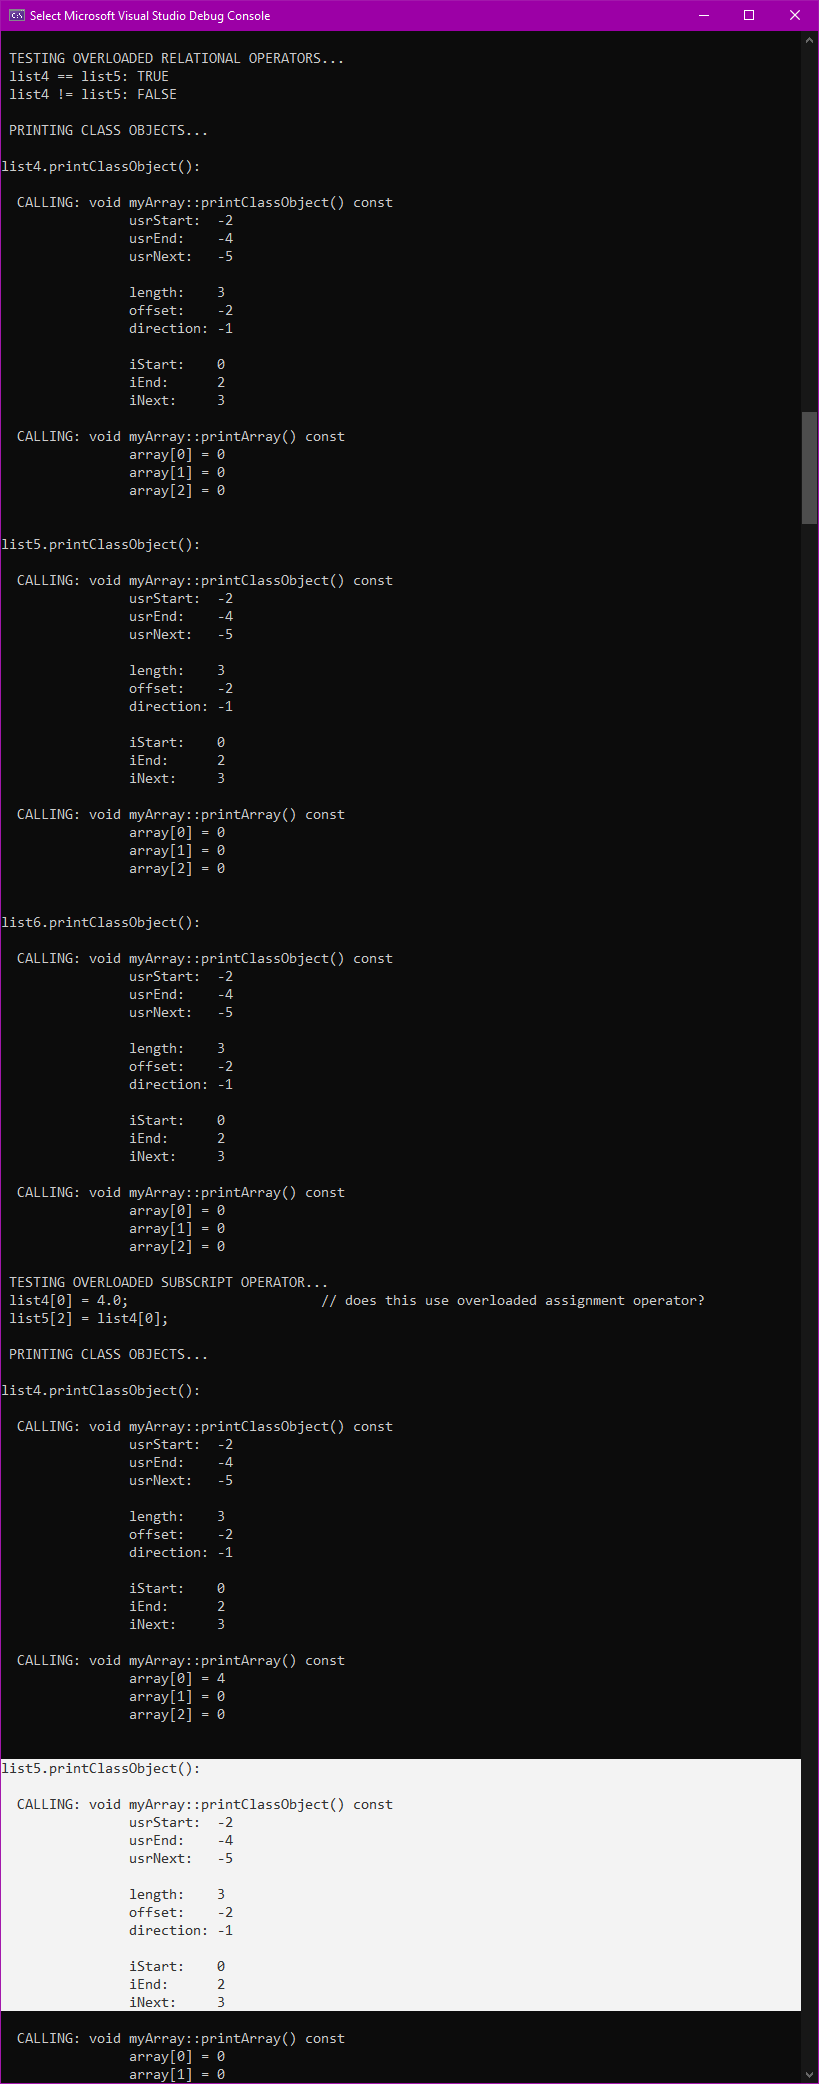 Select Microsoft Visual Studio Debug Console
TESTING OVERLOADED RELATIONAL OPERATORS...
list4 == list5: TRUE
list4 != list5: FALSE
PRINTING CLASS OBJECTS...
list4.printClassObject():
CALLING: void myArray::printClassObject() const
usrStart:  -2
usrEnd:    -4
usrNext:   -5
length:    3
offset:    -2
direction: -1
iStart:    0
iEnd:      2
iNext:     3
CALLING: void myArray::printArray() const
array[0] = 0
array[1] = 0
array[2] = 0
list5.printClassObject():
CALLING: void myArray::printClassObject() const
usrStart:  -2
usrEnd:    -4
usrNext:   -5
length:    3
offset:    -2
direction: -1
iStart:    0
iEnd:      2
iNext:     3
CALLING: void myArray::printArray() const
array[0] = 0
array[1] = 0
array[2] = 0
list6.printClassObject():
CALLING: void myArray::printClassObject() const
usrStart:  -2
usrEnd:    -4
usrNext:   -5
length:    3
offset:    -2
direction: -1
iStart:    0
iEnd:      2
iNext:     3
CALLING: void myArray::printArray() const
array[0] = 0
array[1] = 0
array[2] = 0
TESTING OVERLOADED SUBSCRIPT OPERATOR...
list4[0] = 4.0;                        // does this use overloaded assignment operator?
list5[2] = list4[0];
PRINTING CLASS OBJECTS...
list4.printClassObject():
CALLING: void myArray::printClassObject() const
usrStart:  -2
usrEnd:    -4
usrNext:   -5
length:    3
offset:    -2
direction: -1
iStart:    0
iEnd:      2
iNext:     3
CALLING: void myArray::printArray() const
array[0] = 4
array[1] = 0
array[2] = 0
list5.printClassObject():
CALLING: void myArray::printClassObject() const
usrStart:  -2
usrEnd:    -4
usrNext:   -5
length:    3
offset:    -2
direction: -1
iStart:    0
iEnd:      2
iNext:     3
CALLING: void myArray::printArray() const
array[0] = 0
array[1] = 0